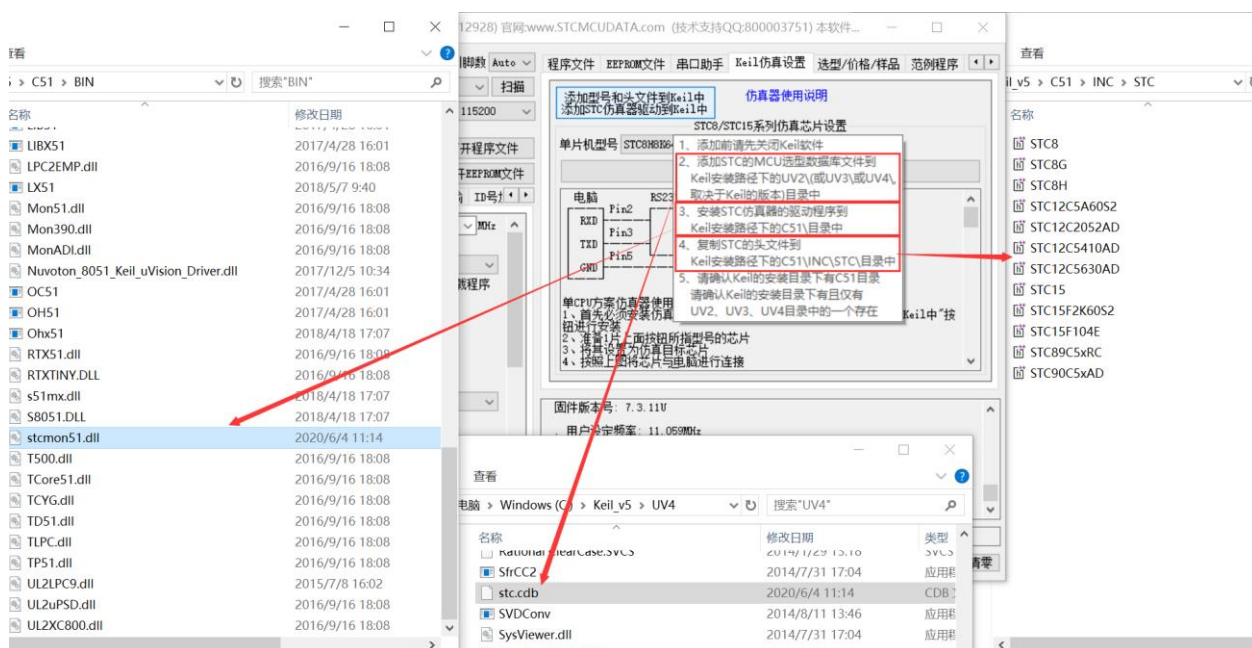 查看
C51 > BIN
搜索"BIN"
名称
修改日期
LIBX51
2017/4/28 16:01
LPC2EMP.dll
2016/9/16 18:08
LX51
2018/5/7 9:40
Mon51.dll
2016/9/16 18:08
Mon390.dll
2016/9/16 18:08
MonADI.dll
2016/9/16 18:08
Nuvoton_8051_Keil_uVision_Driver.dll
2017/12/5 10:34
OC51
2017/4/28 16:01
OH51
2017/4/28 16:01
Ohx51
2018/4/18 17:07
RTX51.dll
2016/9/16 18:08
RTXTINY.DLL
2016/9/16 18:08
s51mx.dll
2018/4/18 17:07
S8051.DLL
2018/4/18 17:07
stcmon51.dll
2020/6/4 11:14
T500.dll
2016/9/16 18:08
TCore51.dll
2016/9/16 18:08
TCYG.dll
2016/9/16 18:08
TD51.dll
2016/9/16 18:08
TLPC.dll
2016/9/16 18:08
TP51.dll
2016/9/16 18:08
UL2LPC9.dll
2015/7/8 16:02
UL2uPSD.dll
2016/9/16 18:08
UL2XC800.dll
2016/9/16 18:08
12928) 官网:www.STCMCUDATA.com (技术支持QQ:800003751) 本软件...
脚数 Auto
扫描
115200
开程序文件
EEPROM文件
ID号
MHz
载程序
程序文件 EEPROM文件 串口助手 Keil仿真设置 选型/价格/样品 范例程序
添加型号和头文件到Keil中
添加STC仿真器驱动到Keil中
仿真器使用说明
STC8/STC15系列仿真芯片设置
单片机型号 STC8H8K64
1、添加前请先关闭Keil软件
2、添加STC的MCU选型数据库文件到
Keil安装路径下的UV2\(或UV3\或UV4\,
取决于Keil的版本)目录中
3、安装STC仿真器的驱动程序到
Keil安装路径下的C51\目录中
4、复制STC的头文件到
Keil安装路径下的C51\INC\STC\目录中
5、请确认Keil的安装目录下有C51目录
请确认Keil的安装目录下有且仅有
UV2、UV3、UV4目录中的一个存在
电脑
RS23
RXD
Pin2
TXD
Pin3
GND
Pin5
单CPU方案仿真器使用
1、首先必须安装仿真
Keil中"按
钮进行安装
2、准备1片上面按钮所指型号的芯片
3、将其设置为仿真目标芯片
4、按照上图将芯片与电脑进行连接
固件版本号: 7.3.11U
. 用户设定频率: 11.059MHz
清零
查看
电脑 > Windows (C:) > Keil_v5 > UV4
搜索"UV4"
名称
修改日期
类型
RationalClearCase.SVCS
2014/1/29 13:18
SVCS
SfrCC2
2014/7/31 17:04
应用程
stc.cdb
2020/6/4 11:14
CDB
SVDConv
2014/8/11 13:46
应用程
SysViewer.dll
2014/7/31 17:04
应用程
查看
il_v5 > C51 > INC > STC
名称
STC8
STC8G
STC8H
STC12C5A60S2
STC12C2052AD
STC12C5410AD
STC12C5630AD
STC15
STC15F2K60S2
STC15F104E
STC89C5xRC
STC90C5xAD